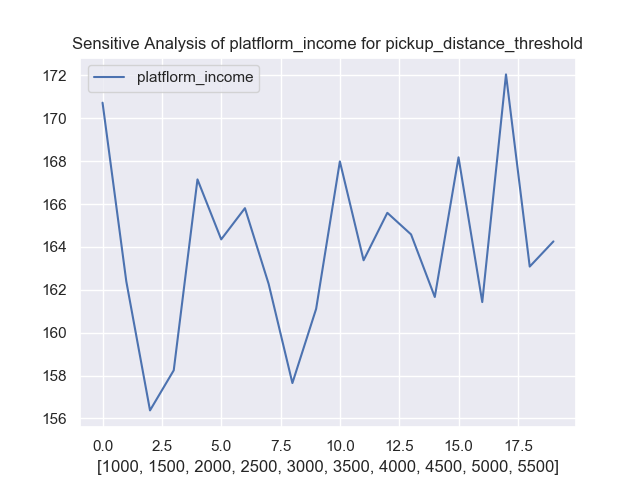 Sensitive Analysis of platflorm_income for pickup_distance_threshold
platflorm_income
172
170
168
166
164
162
160
158
156
0.0 2.5 5.0 7.5 10.0 12.5 15.0 17.5
[1000, 1500, 2000, 2500, 3000, 3500, 4000, 4500, 5000, 5500]